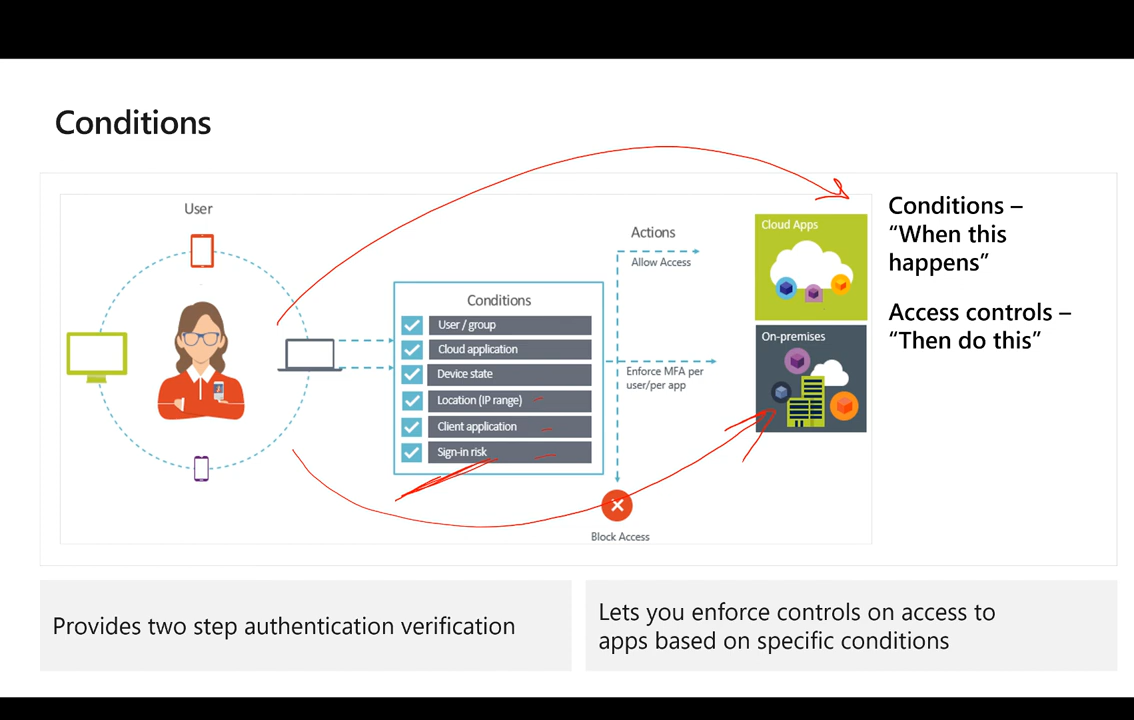 Conditions
User
Conditions
User / group
Cloud application
Device state
Location (IP range)
Client application
Sign-in risk
Actions
Allow Access
Enforce MFA per
user/per app
Block Access
Cloud Apps
On-premises
Conditions –
“When this
happens”
Access controls –
“Then do this”
Provides two step authentication verification
Lets you enforce controls on access to
apps based on specific conditions